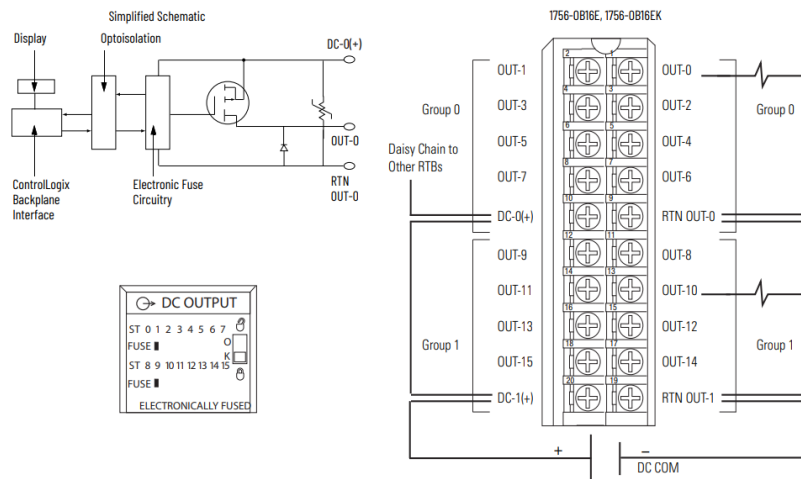 Simplified Schematic
Display
Optoisolation
DC-0(+)
OUT-0
RTN
OUT-0
ControlLogix
Backplane
Interface
Electronic Fuse
Circuitry
DC OUTPUT
ST 0 1 2 3 4 5 6 7
FUSE
O
K
ST 8 9 10 11 12 13 14 15
FUSE
ELECTRONICALLY FUSED
1756-OB16E, 1756-OB16EK
2 1
OUT-1 OUT-0
4 3
Group 0 OUT-3 OUT-2 Group 0
6 5
Daisy Chain to
Other RTBs
OUT-5 OUT-4
8 7
OUT-7 OUT-6
10 9
DC-0(+) RTN OUT-0
12 11
OUT-9 OUT-8
14 13
OUT-11 OUT-10
16 15
OUT-13 OUT-12
Group 1 Group 1
18 17
OUT-15 OUT-14
20 19
DC-1(+) RTN OUT-1
+ –
DC COM